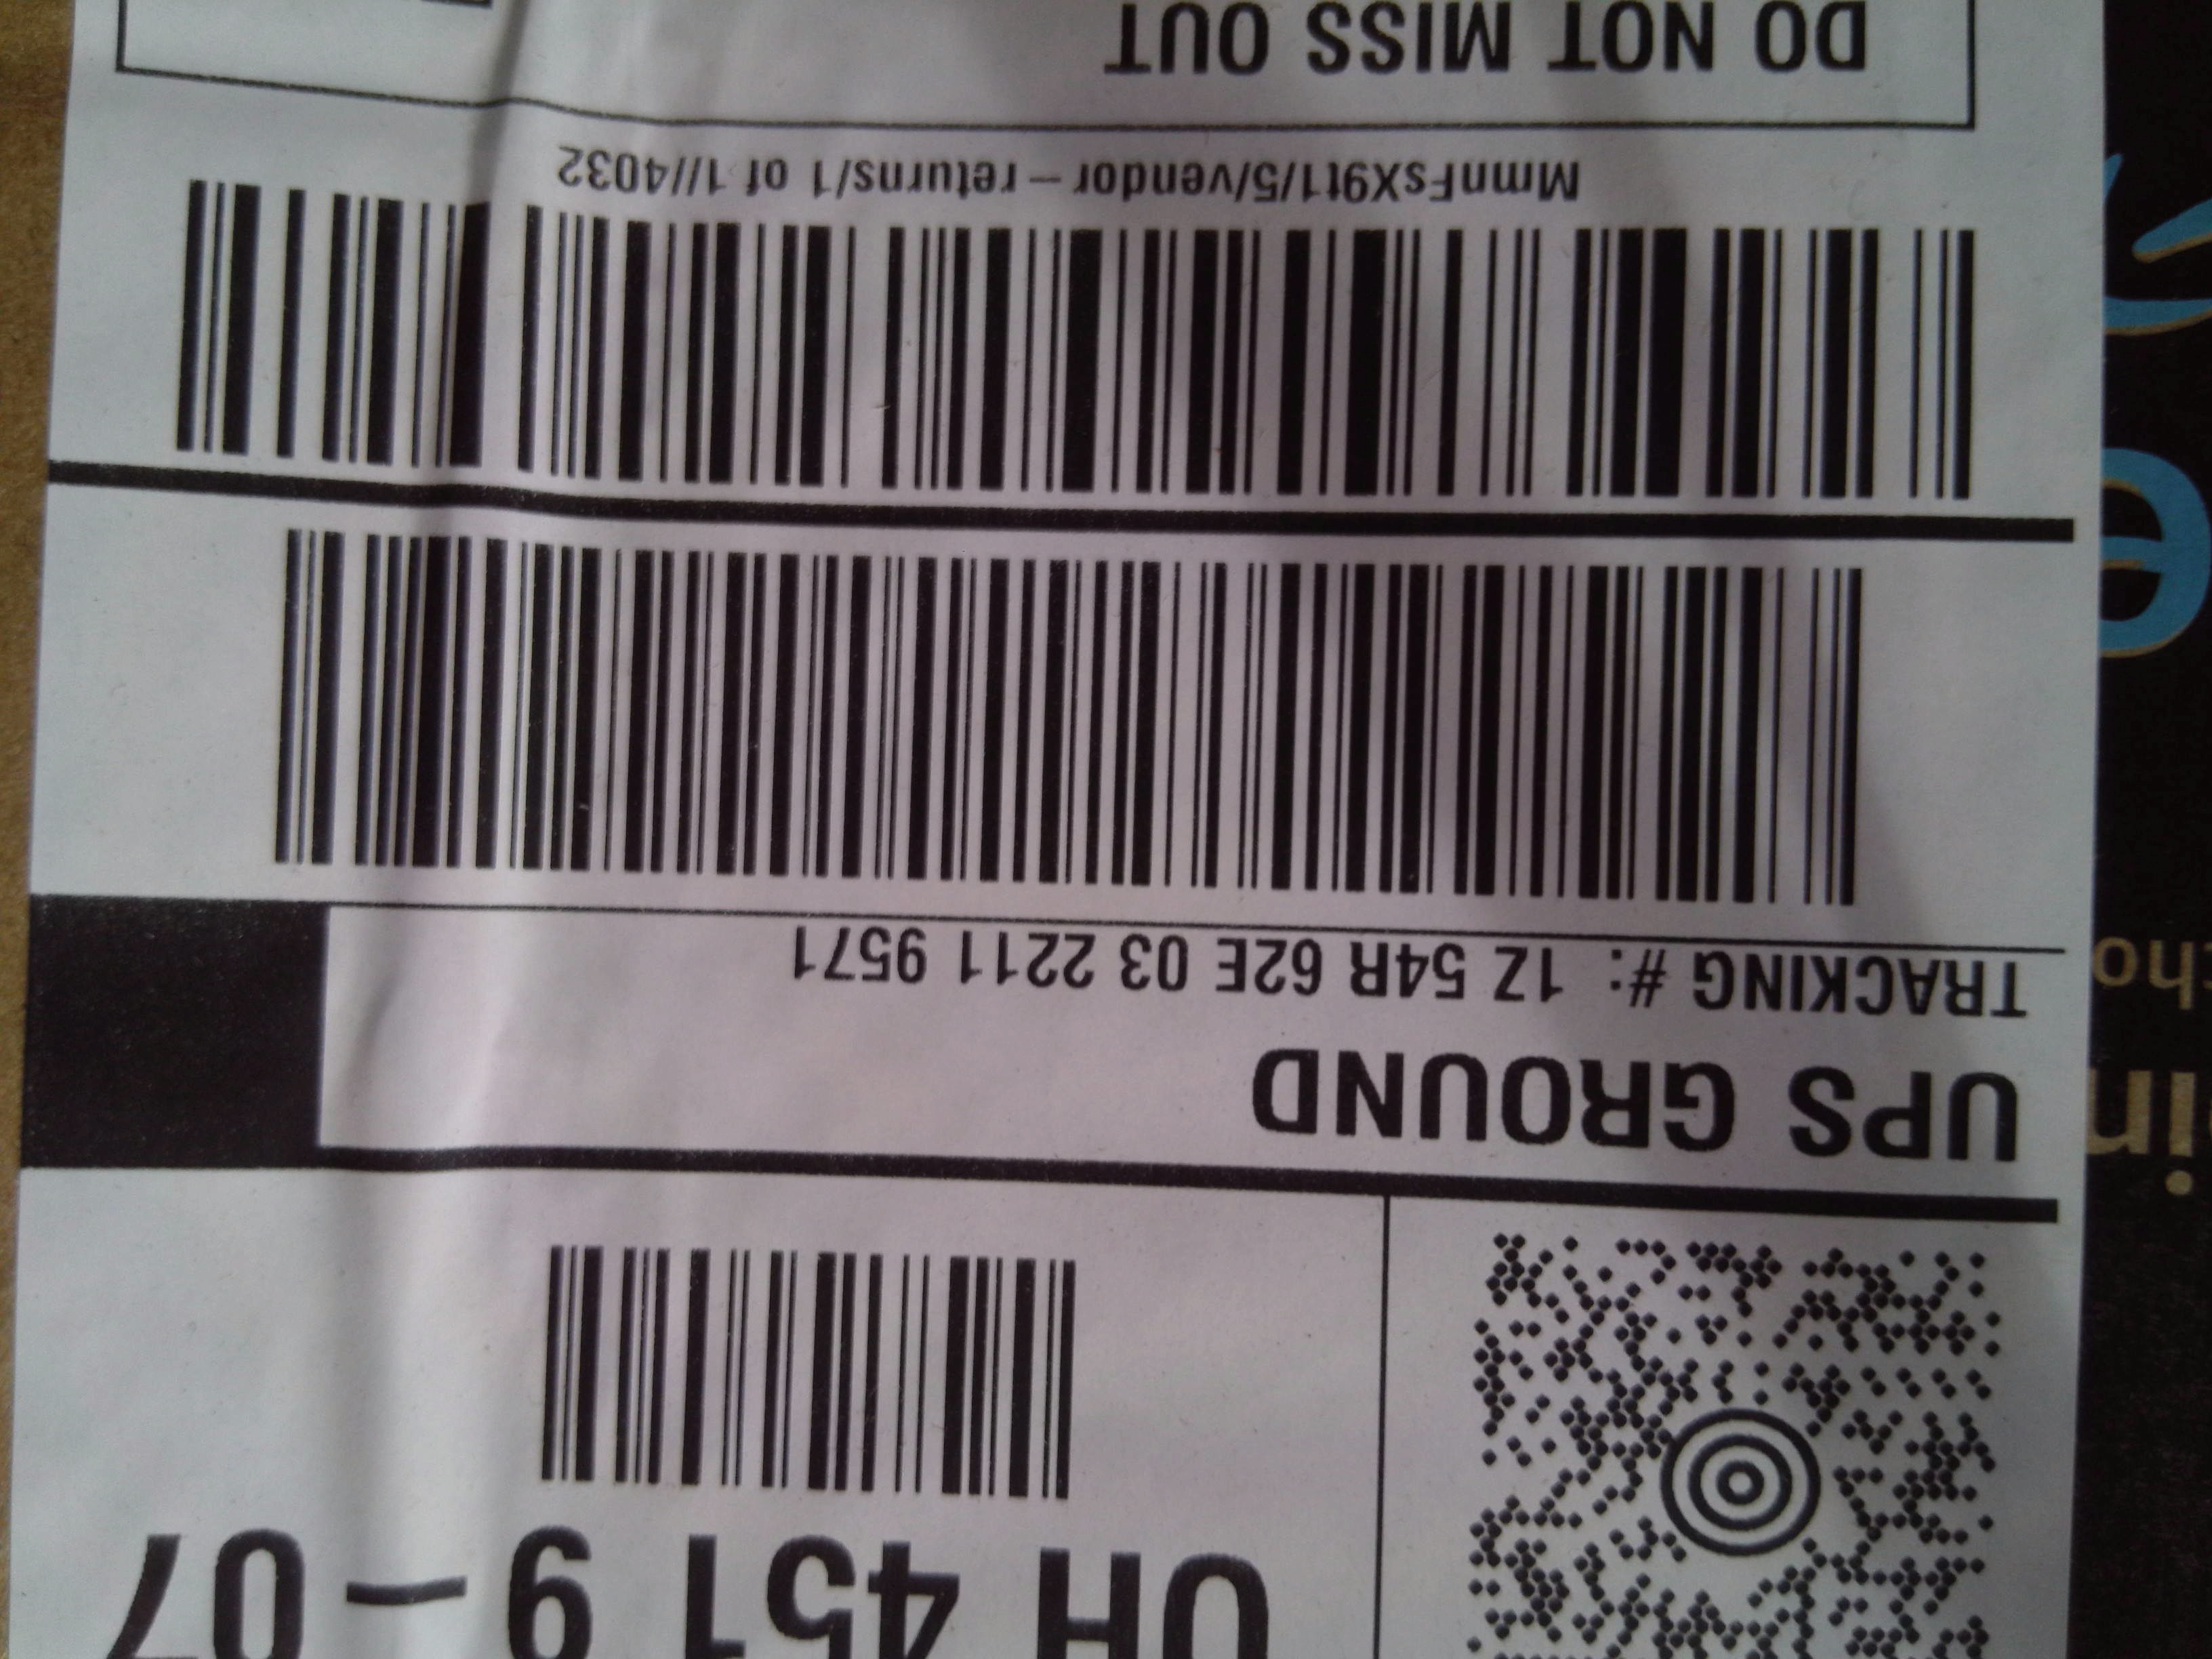 OH 451 9-07
UPS GROUND
TRACKING #: 1Z 54R 62E 03 2211 9571
MmnFsX9t1/5/vendor-returns/1 of 1//4032
DO NOT MISS OUT